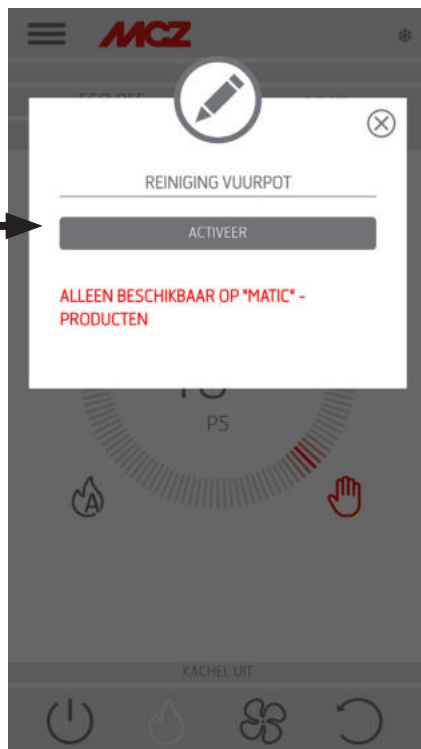 MCZ
REINIGING VUURPOT
ACTIVEER
ALLEEN BESCHIKBAAR OP "MATIC" -
PRODUCTEN
P5
A
KACHEL UIT